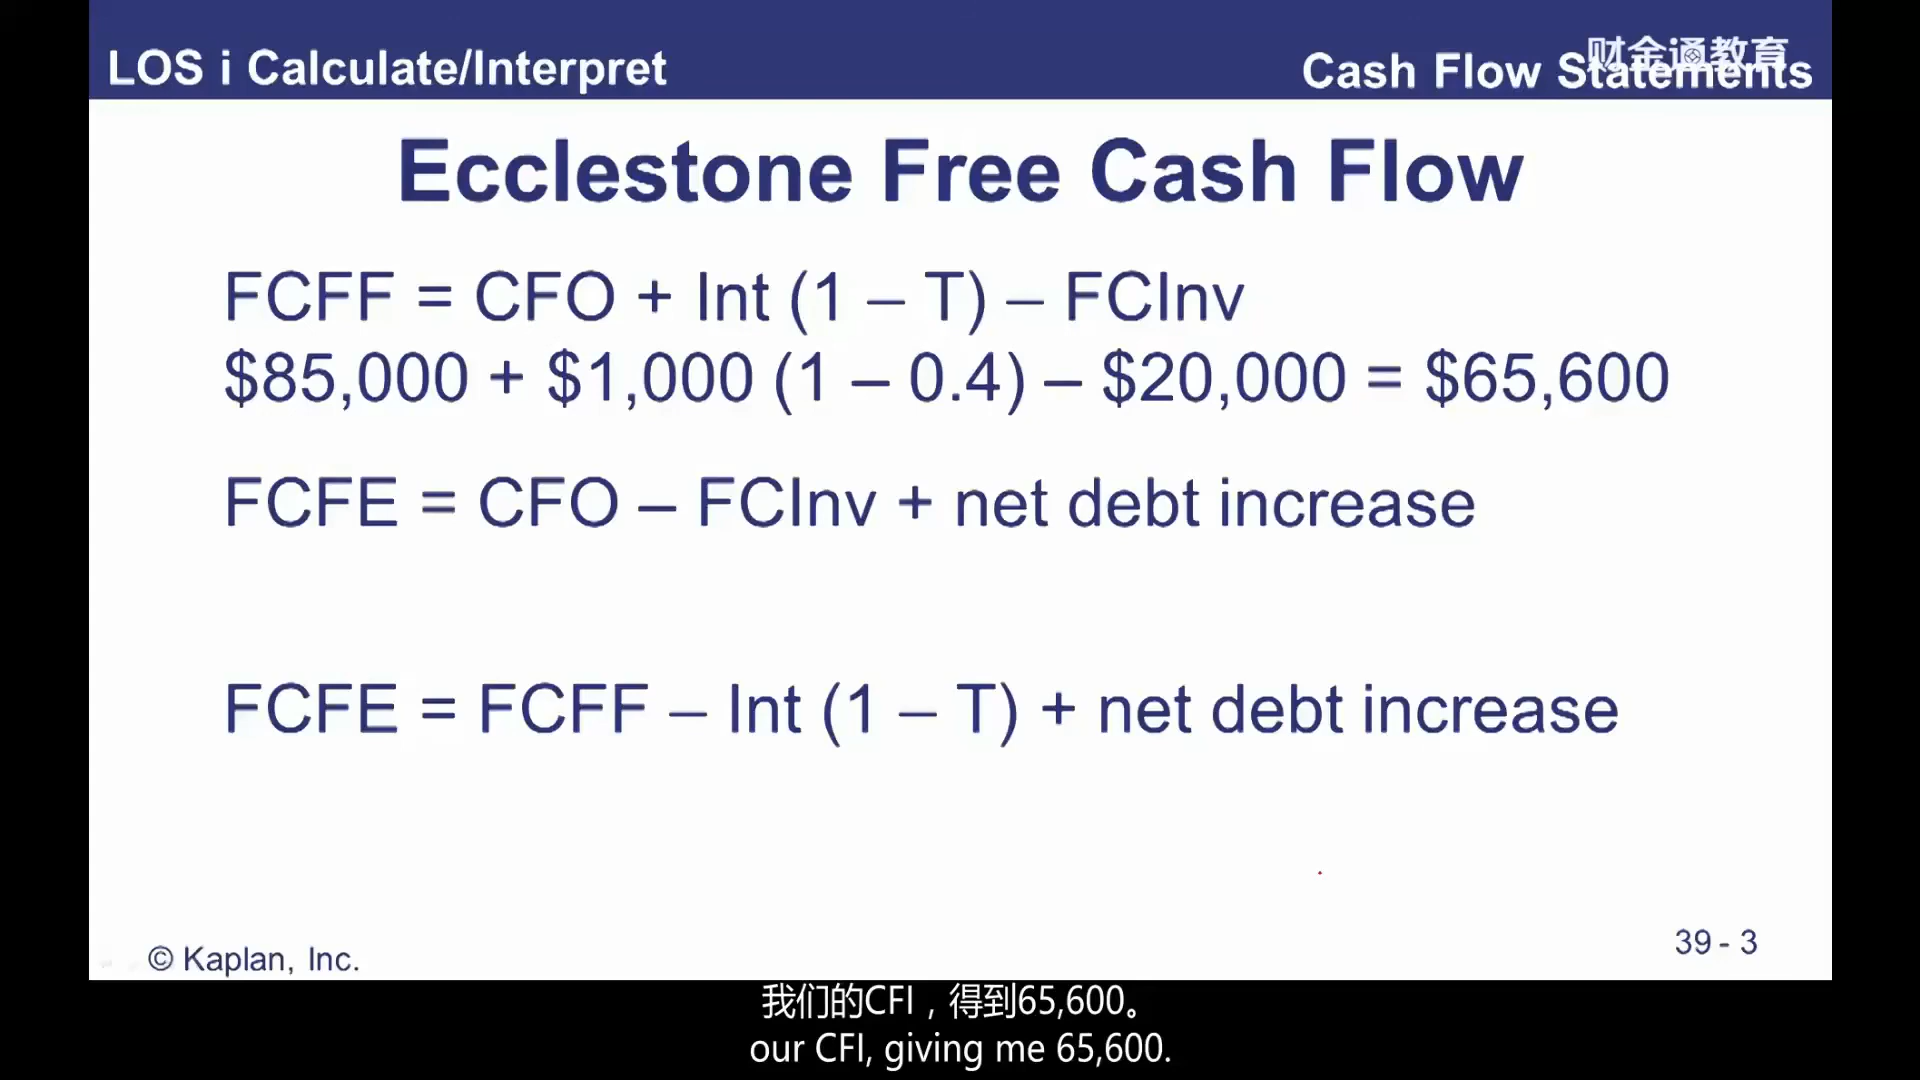 LOS i Calculate/Interpret
Cash Flow Statements
财金通教育
Ecclestone Free Cash Flow
FCFF = CFO + Int (1 – T) – FCInv
$85,000 + $1,000 (1 – 0.4) – $20,000 = $65,600
FCFE = CFO – FCInv + net debt increase
FCFE = FCFF – Int (1 – T) + net debt increase
© Kaplan, Inc.
39 - 3
我们的CFI，得到65,600。
our CFI, giving me 65,600.